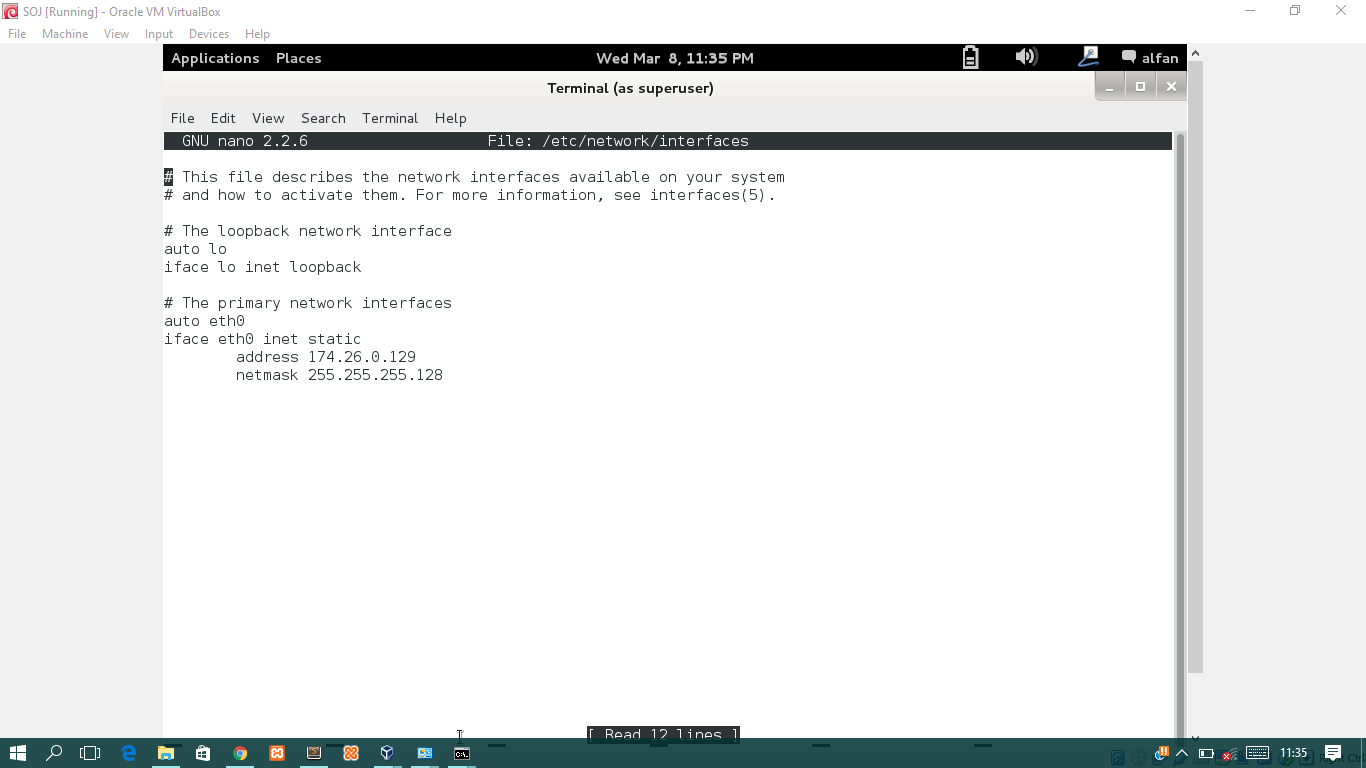 SOJ [Running] - Oracle VM VirtualBox
File Machine View Input Devices Help
Applications Places Wed Mar 8, 11:35 PM alfan
Terminal (as superuser)
File Edit View Search Terminal Help
GNU nano 2.2.6 File: /etc/network/interfaces
# This file describes the network interfaces available on your system
# and how to activate them. For more information, see interfaces(5).
# The loopback network interface
auto lo
iface lo inet loopback
# The primary network interfaces
auto eth0
iface eth0 inet static
address 174.26.0.129
netmask 255.255.255.128
[ Read 12 lines ]
11:35